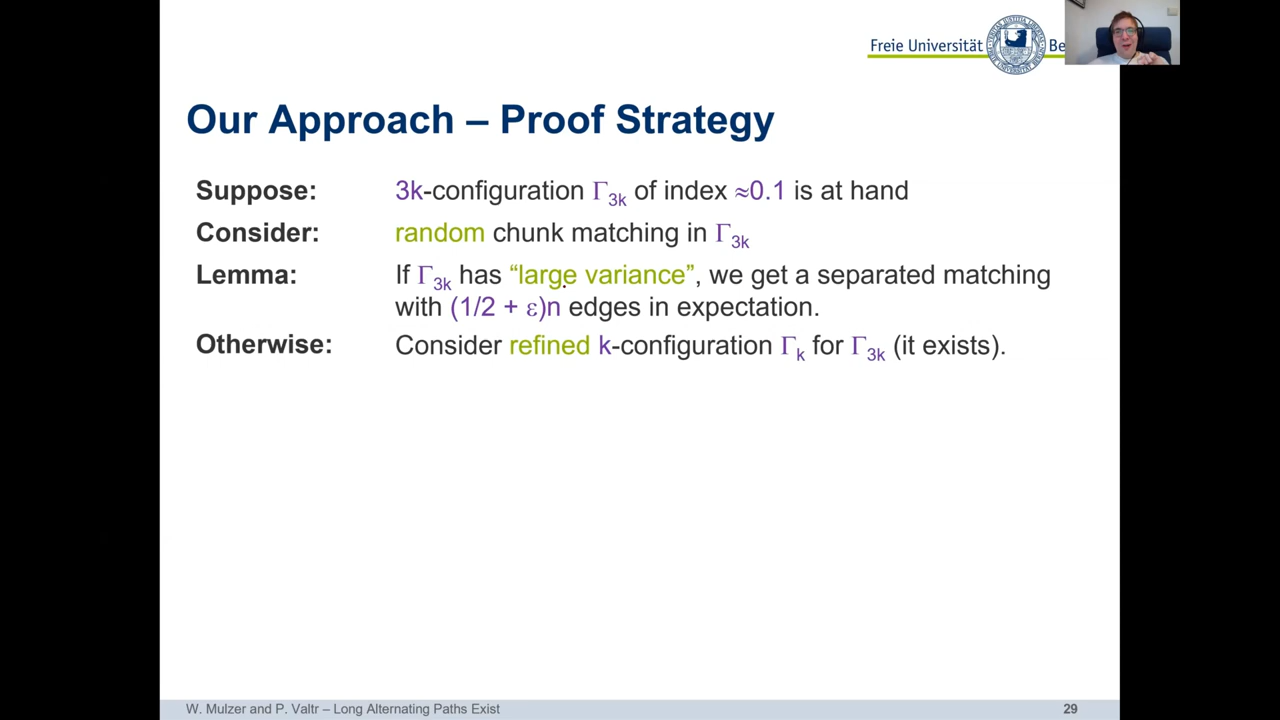 Freie Universität Be
Our Approach – Proof Strategy
Suppose: 3k-configuration Γ3k of index ≈0.1 is at hand
Consider: random chunk matching in Γ3k
Lemma: If Γ3k has “large variance”, we get a separated matching
with (1/2 + ε)n edges in expectation.
Otherwise: Consider refined k-configuration Γk for Γ3k (it exists).
W. Mulzer and P. Valtr – Long Alternating Paths Exist 29